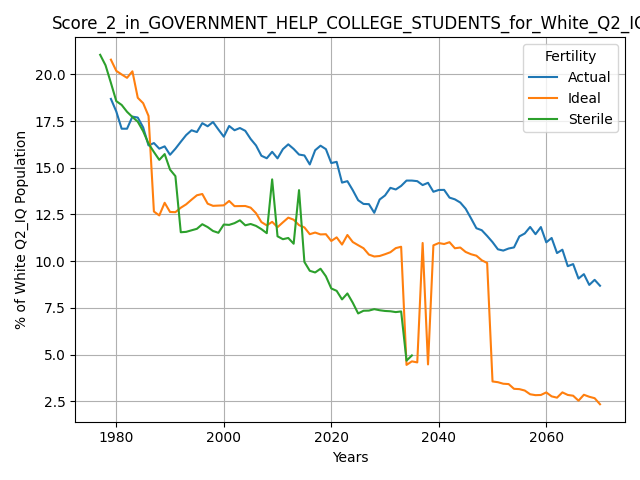 Score_2_in_GOVERNMENT_HELP_COLLEGE_STUDENTS_for_White_Q2_IQ
Fertility
Actual
Ideal
Sterile
% of White Q2_IQ Population
20.0
17.5
15.0
12.5
10.0
7.5
5.0
2.5
1980
2000
2020
2040
2060
Years